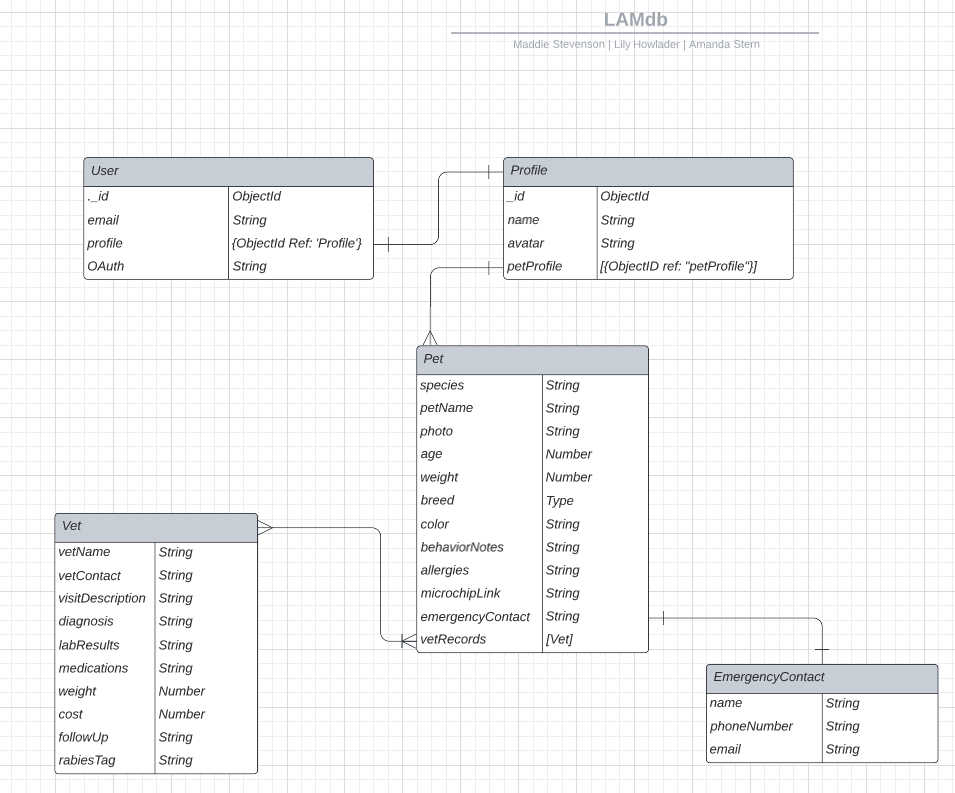 LAMdb
Maddie Stevenson | Lily Howlader | Amanda Stern
User
._id ObjectId
email String
profile {ObjectId Ref: 'Profile'}
OAuth String
Profile
_id ObjectId
name String
avatar String
petProfile [{ObjectID ref: "petProfile"}]
Pet
species String
petName String
photo String
age Number
weight Number
breed Type
color String
behaviorNotes String
allergies String
microchipLink String
emergencyContact String
vetRecords [Vet]
Vet
vetName String
vetContact String
visitDescription String
diagnosis String
labResults String
medications String
weight Number
cost Number
followUp String
rabiesTag String
EmergencyContact
name String
phoneNumber String
email String